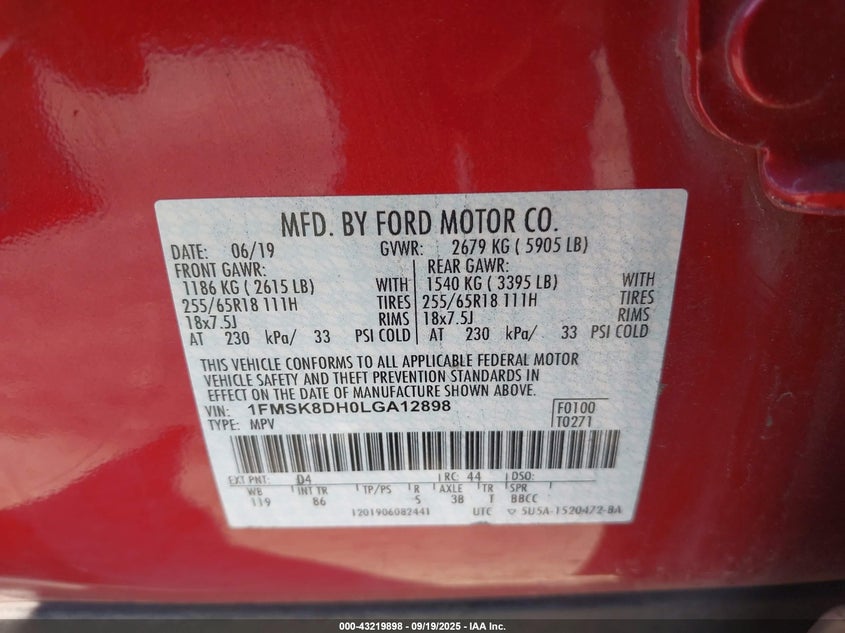 MFD. BY FORD MOTOR CO.
DATE: 06/19 GVWR: 2679 KG ( 5905 LB)
FRONT GAWR: REAR GAWR:
1186 KG ( 2615 LB) WITH 1540 KG ( 3395 LB) WITH
255/65R18 111H TIRES 255/65R18 111H TIRES
18x7.5J RIMS 18x7.5J RIMS
AT 230 kPa/ 33 PSI COLD AT 230 kPa/ 33 PSI COLD
THIS VEHICLE CONFORMS TO ALL APPLICABLE FEDERAL MOTOR
VEHICLE SAFETY AND THEFT PREVENTION STANDARDS IN
EFFECT ON THE DATE OF MANUFACTURE SHOWN ABOVE.
VIN: 1FMSK8DH0LGA12898 F0100
TYPE: MPV T0271
EXT PNT: D4 RC: 44 DSO:
WB INT TR TP/PS R AXLE TR SPR
119 86 5 3B T BBCC
1201906082441 UTC ▽ 5U5A-1520472-BA
000-43219898 - 09/19/2025 - IAA Inc.